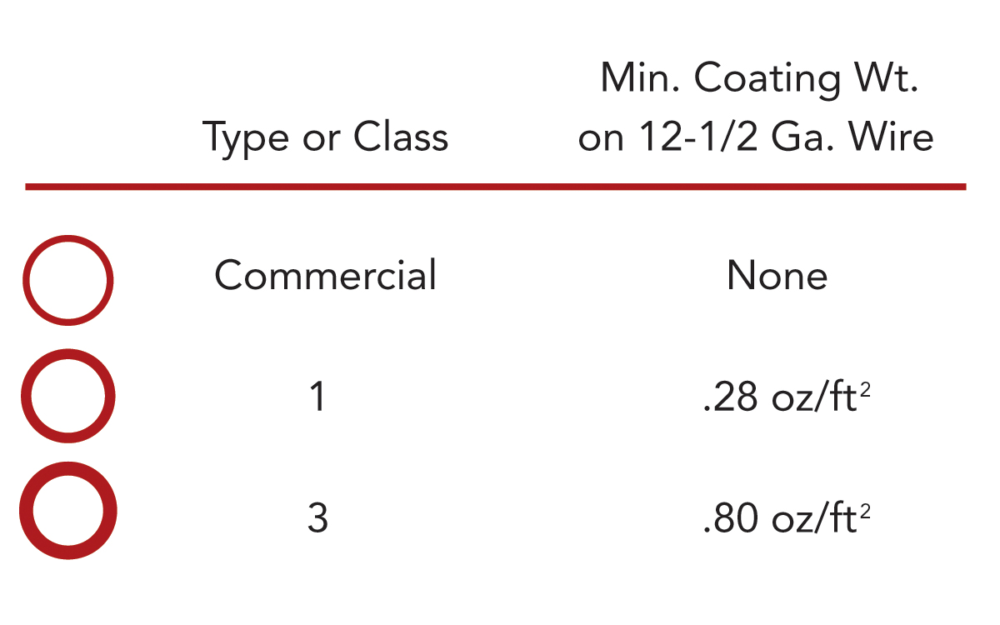 Min. Coating Wt.
Type or Class on 12-1/2 Ga. Wire
Commercial None
1 .28 oz/ft²
3 .80 oz/ft²